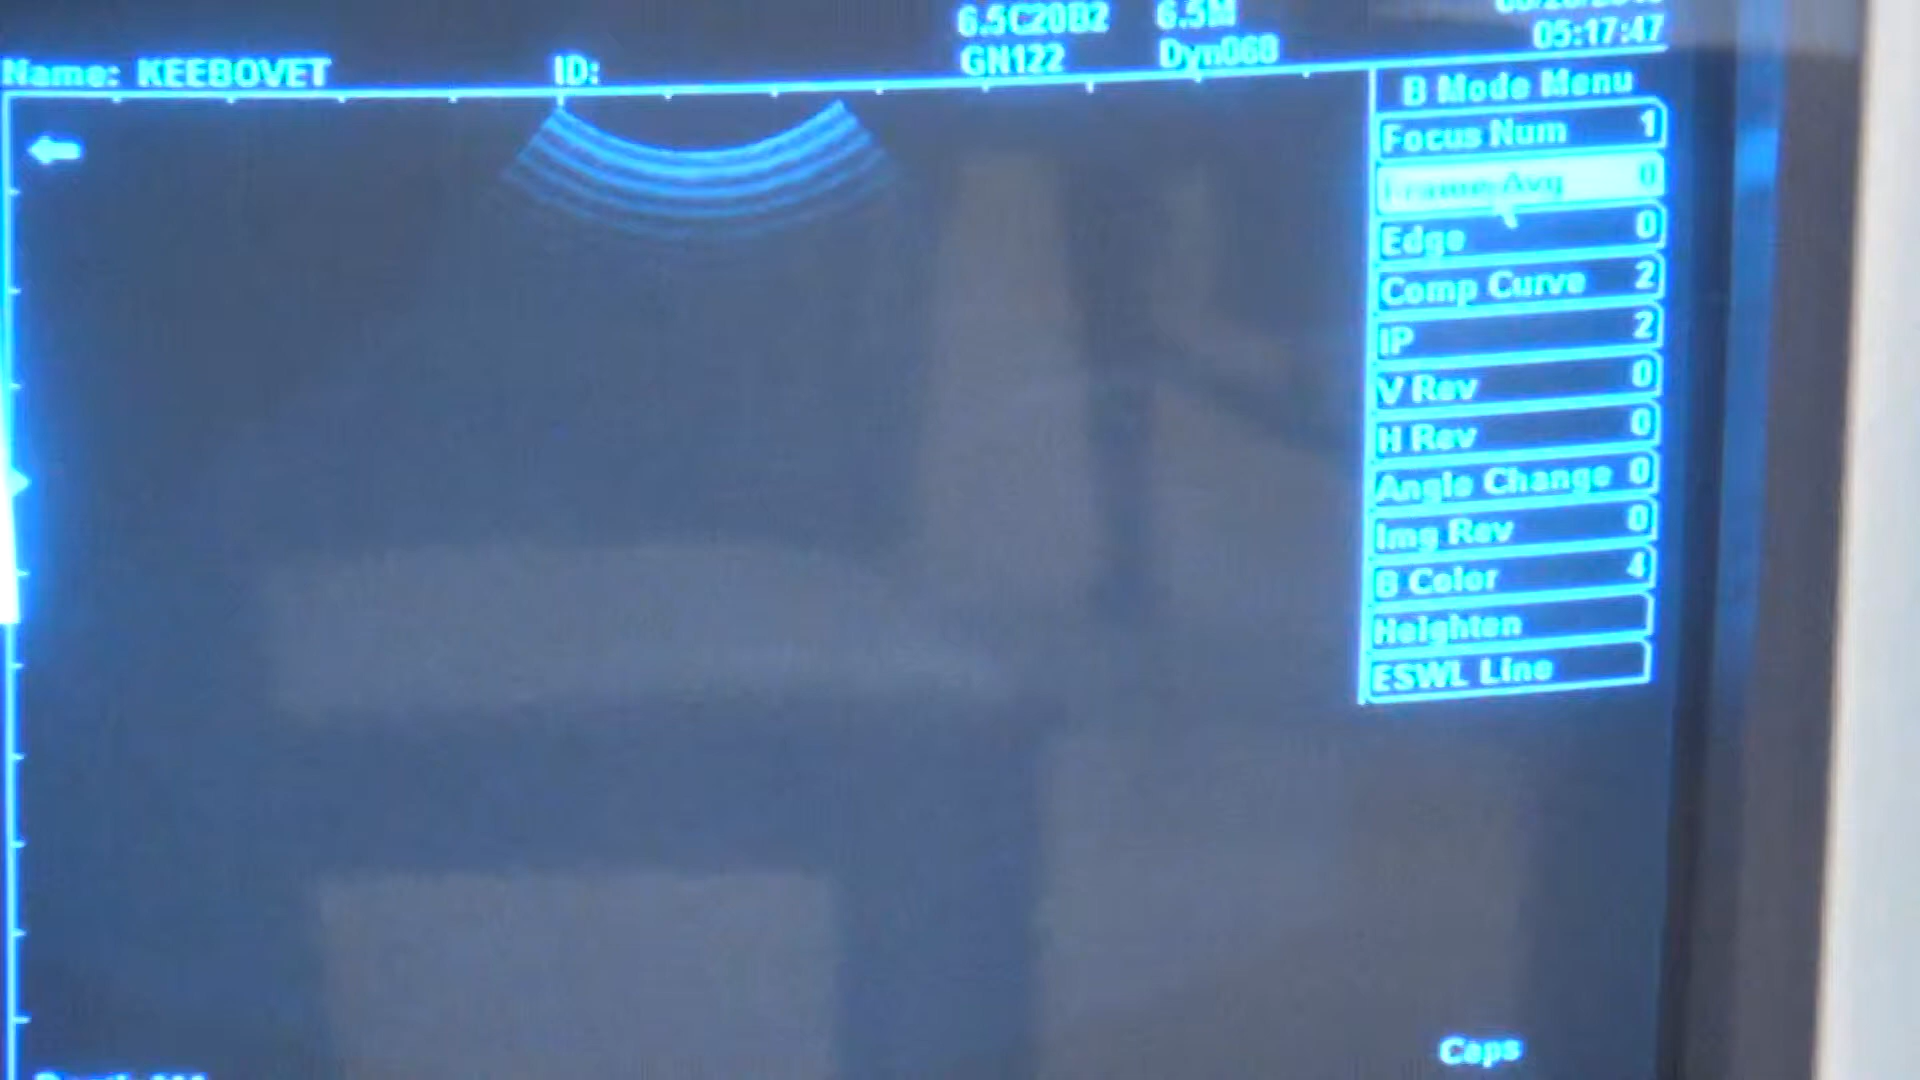 6.5C20B2 6.5M
05:17:47
Name: KEEBOVET ID: GN122 Dyn068
B Mode Menu
Focus Num 1
Frame Avg 0
Edge 0
Comp Curve 2
IP 2
V Rev 0
H Rev 0
Angle Change 0
Img Rev 0
B Color 4
Heighten
ESWL Line
Caps